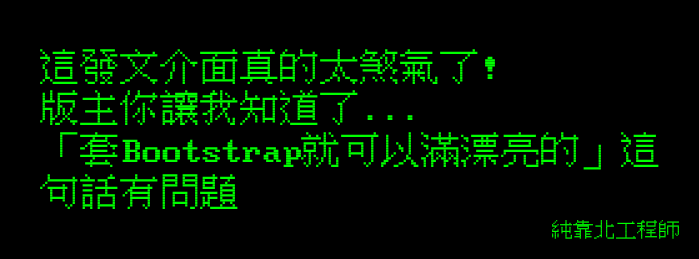 這發文介面真的太煞氣了!
版主你讓我知道了...
「套Bootstrap就可以滿漂亮的」這
句話有問題
純靠北工程師